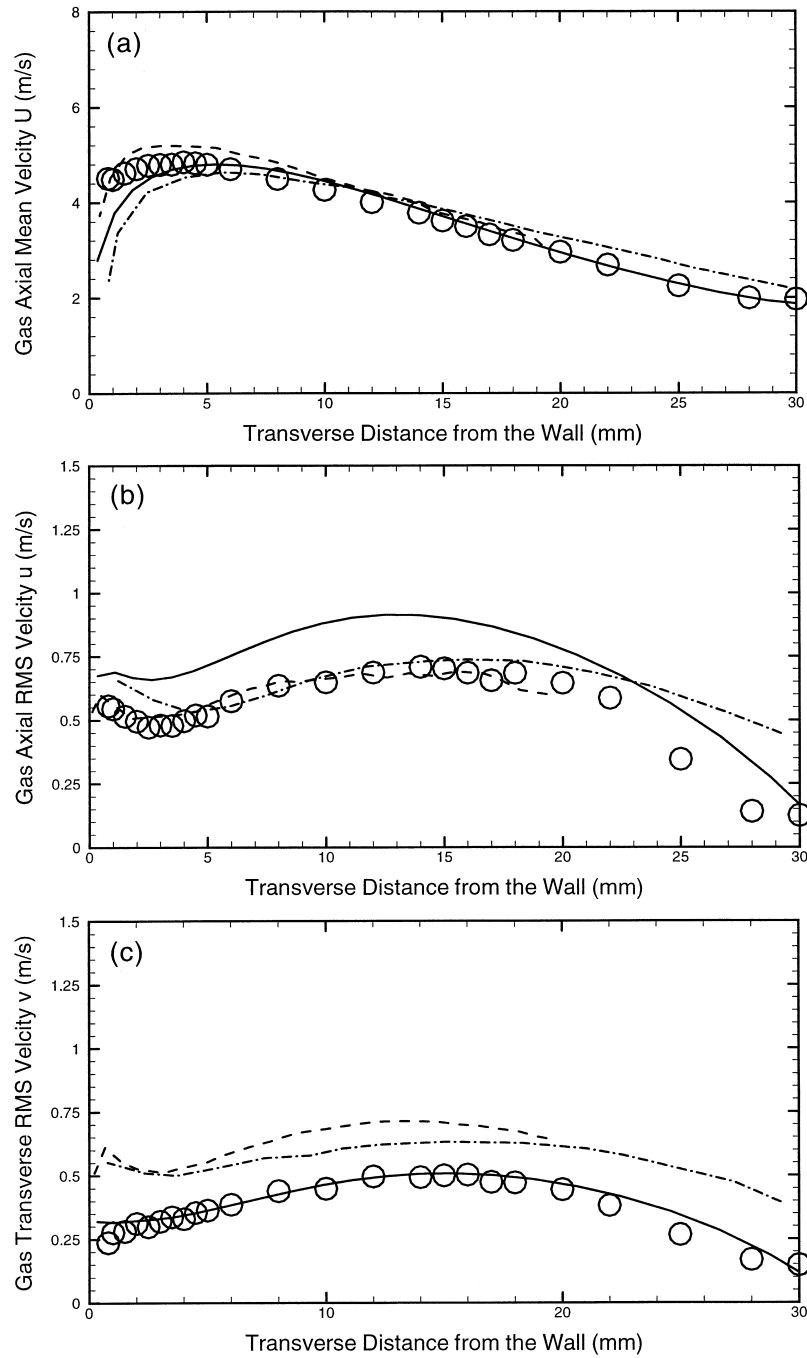 (a)
Gas Axial Mean Velcity U (m/s)
8
6
4
2
0
0 5 10 15 20 25 30
Transverse Distance from the Wall (mm)
(b)
Gas Axial RMS Velcity u (m/s)
1.5
1.25
1
0.75
0.5
0.25
0
0 5 10 15 20 25 30
Transverse Distance from the Wall (mm)
(c)
Gas Transverse RMS Velcity v (m/s)
1.5
1.25
1
0.75
0.5
0.25
0
0 5 10 15 20 25 30
Transverse Distance from the Wall (mm)